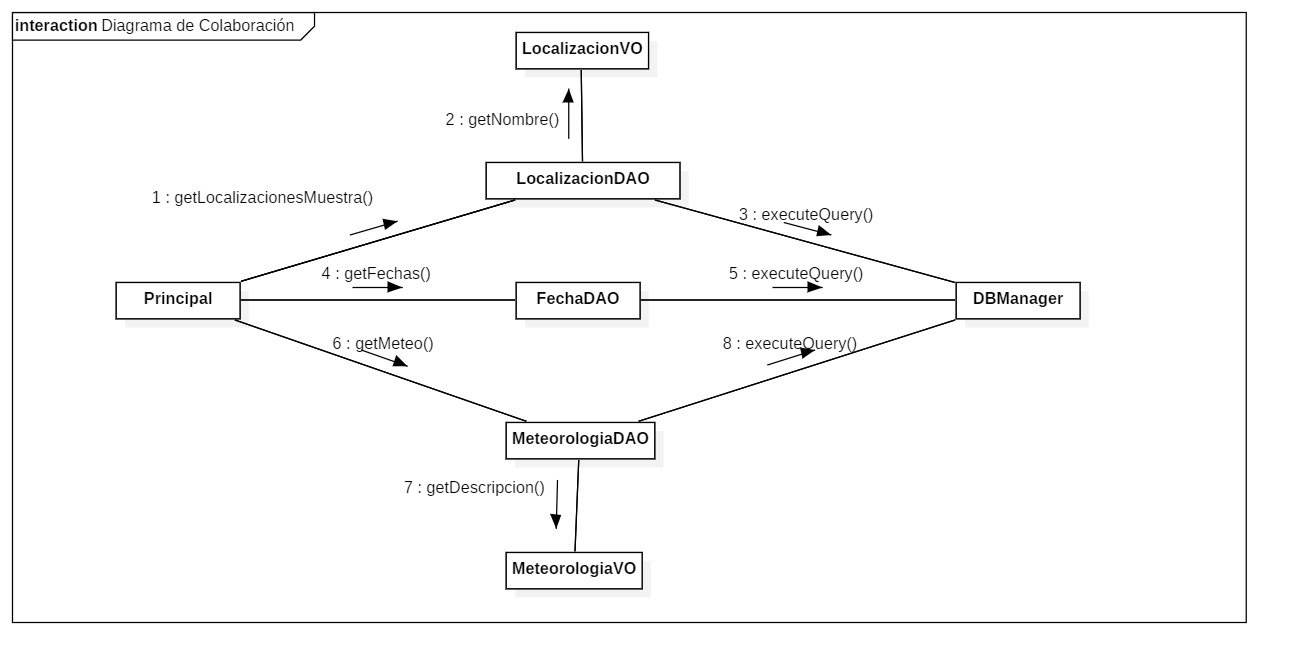 interaction Diagrama de Colaboración
LocalizacionVO
2 : getNombre()
LocalizacionDAO
1 : getLocalizacionesMuestra()
3 : executeQuery()
4 : getFechas()
5 : executeQuery()
Principal
FechaDAO
DBManager
6 : getMeteo()
8 : executeQuery()
MeteorologiaDAO
7 : getDescripcion()
MeteorologiaVO